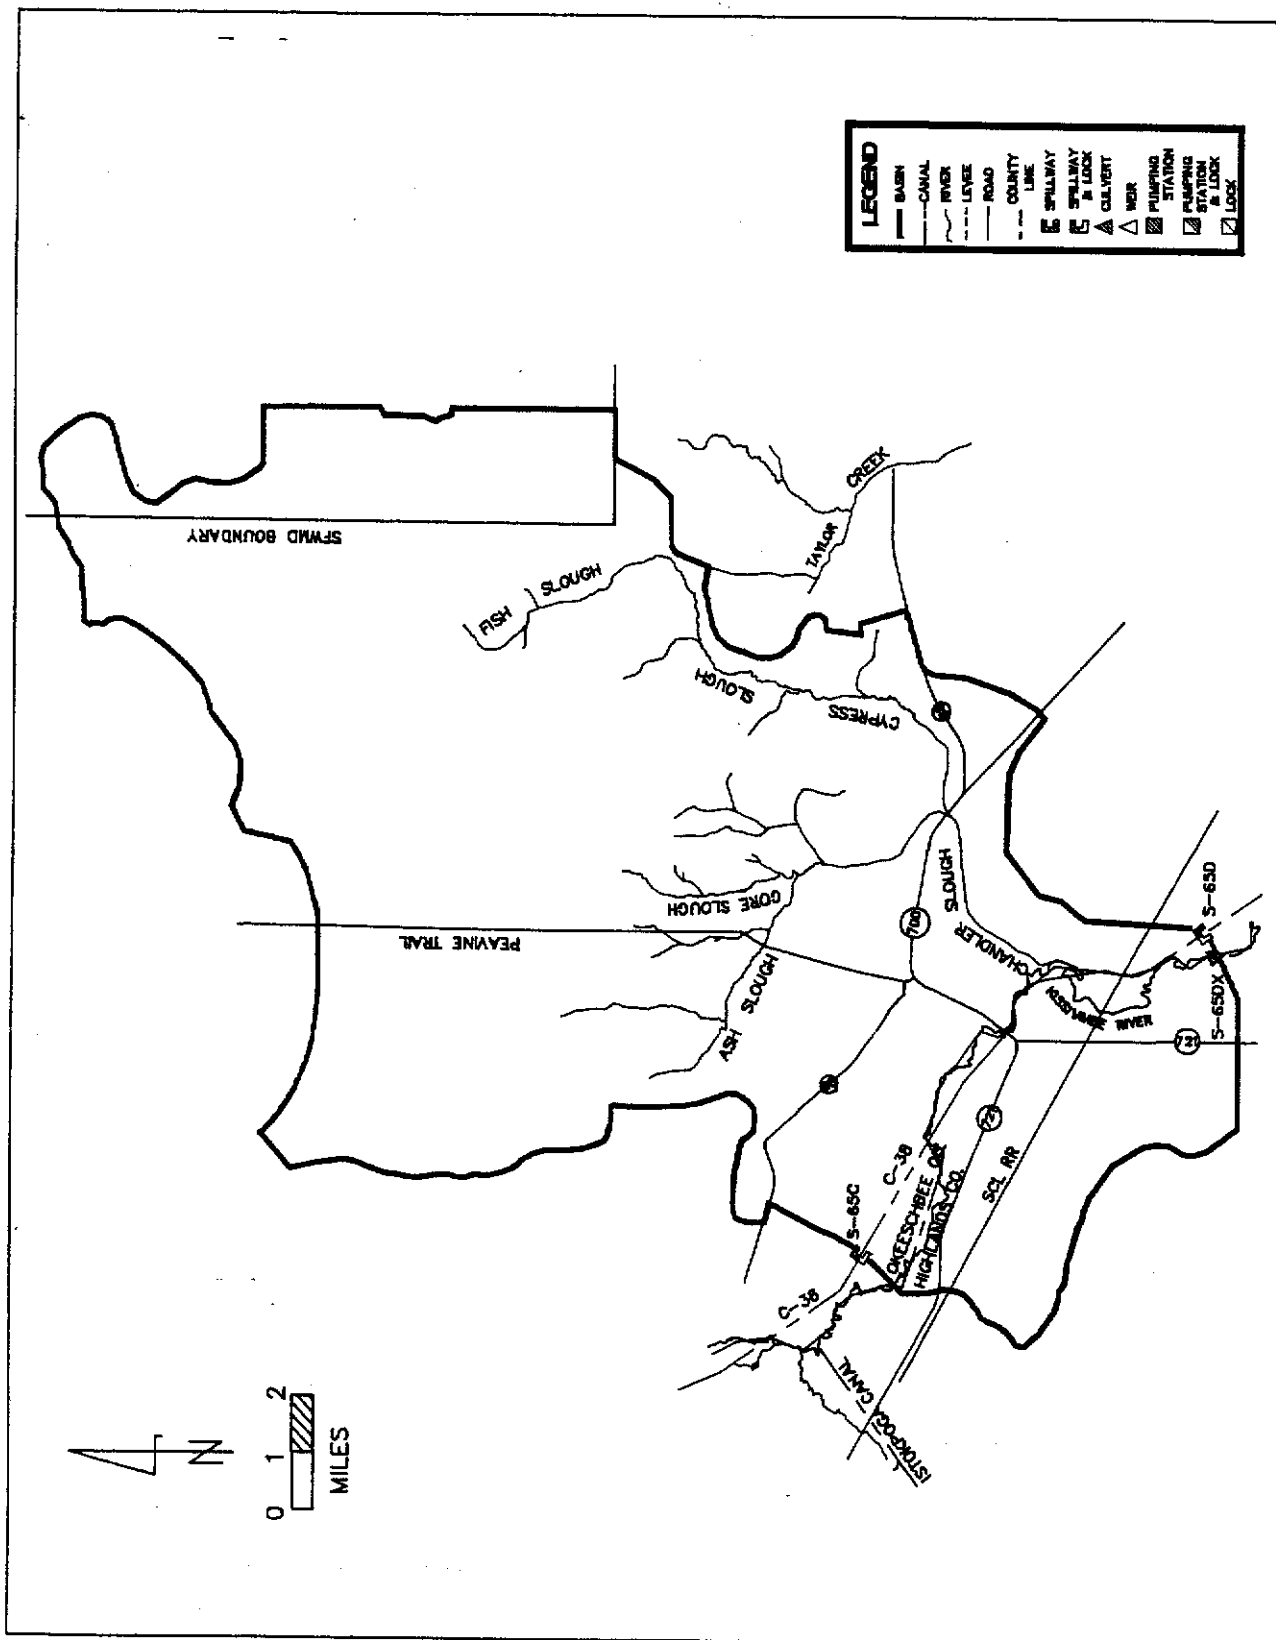 LEGEND
BASIN
CANAL
RIVER
LEVEE
ROAD
COUNTY
LINE
SPILLWAY
SPILLWAY
& LOCK
CULVERT
WEIR
PUMPING
STATION
PUMPING
STATION
& LOCK
LOCK
SFWMD BOUNDARY
FISH SLOUGH
TAYLOR CREEK
CYPRESS SLOUGH
PEAVINE TRAIL
GORE SLOUGH
ASH SLOUGH
700
CHANDLER SLOUGH
S-65D
S-65DX
KISSIMMEE RIVER
721
721
C-38
S-65C
OKEESCHBEE CO.
HIGHLANDS CO.
SCL RR
C-38
ISTOKPOGA CANAL
N
0 1 2
MILES